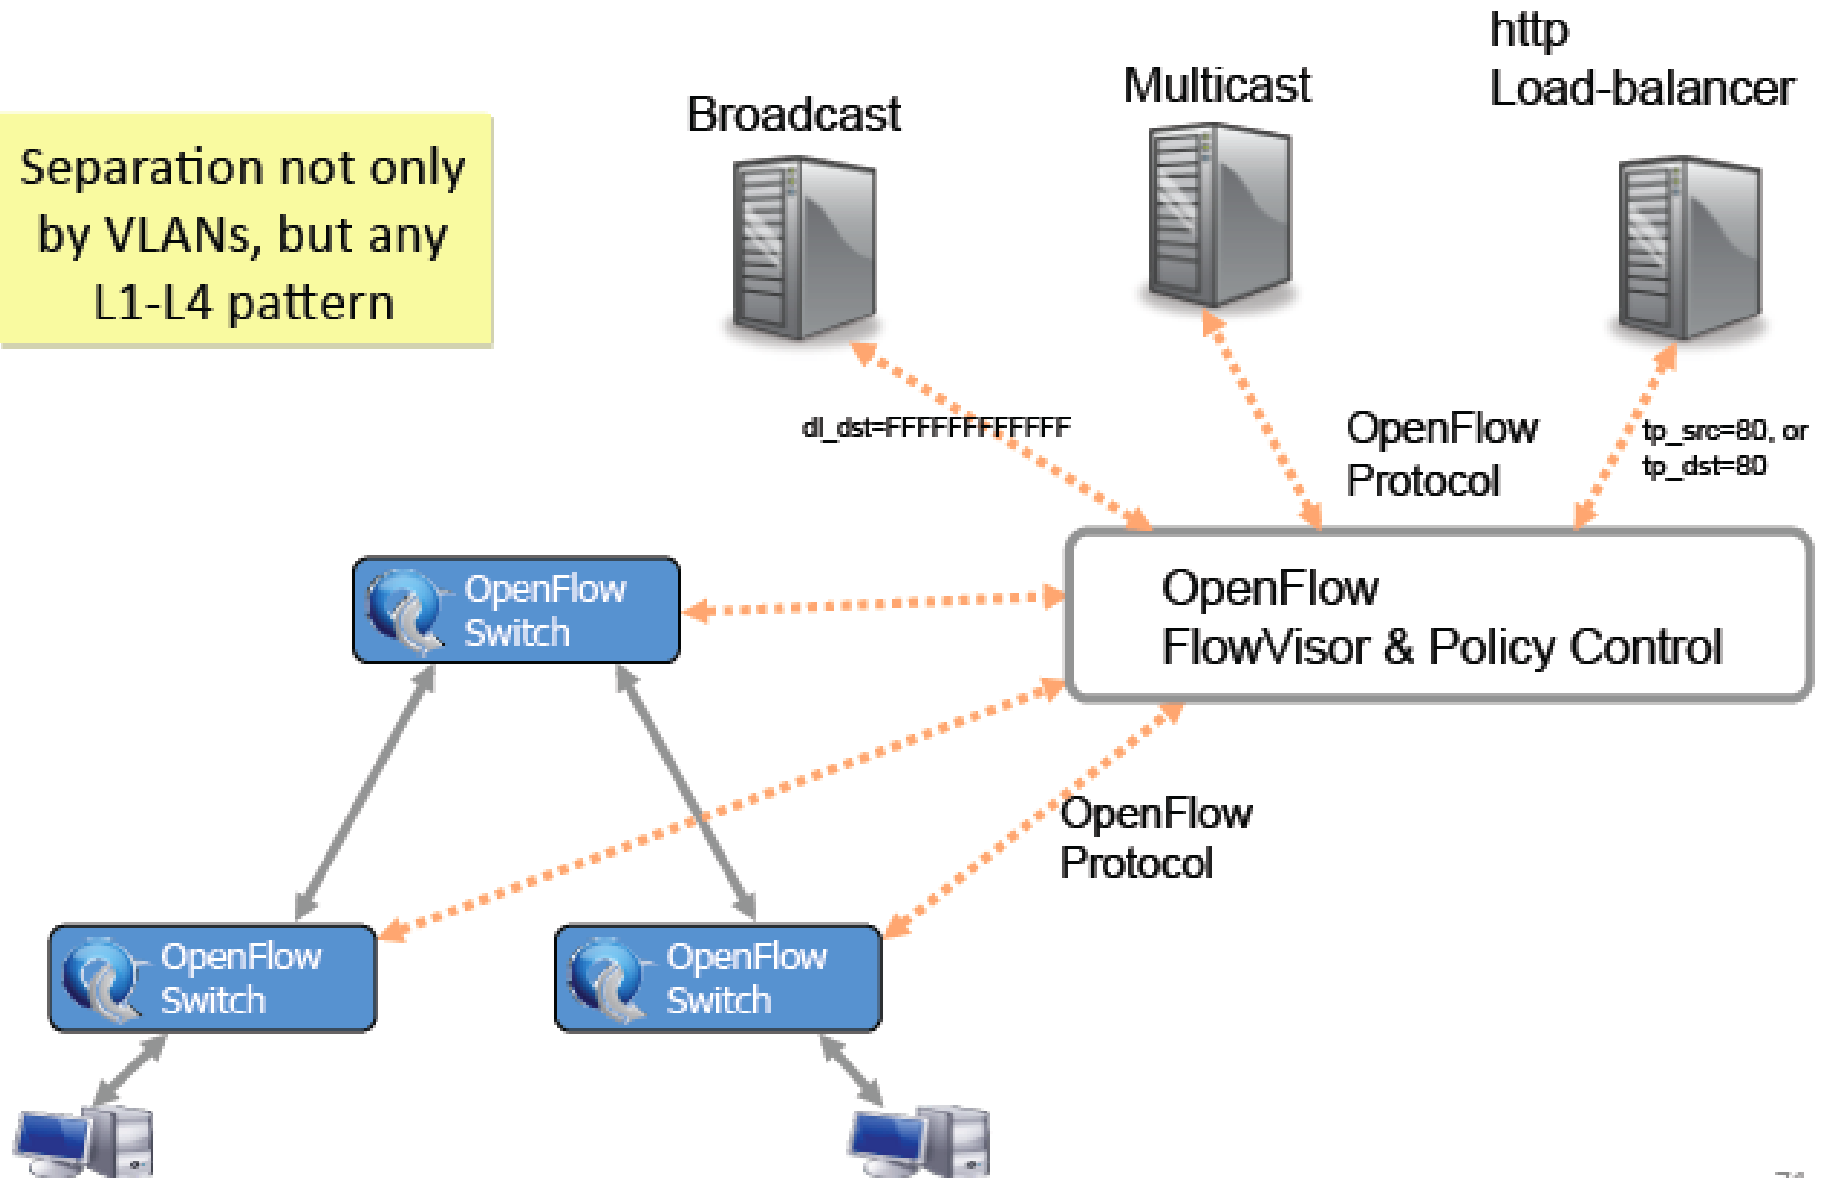 http
Load-balancer
Multicast
Broadcast
Separation not only
by VLANs, but any
L1-L4 pattern
dl_dst=FFFFFFFFFFFF
OpenFlow
Protocol
tp_src=80, or
tp_dst=80
OpenFlow
Switch
OpenFlow
FlowVisor & Policy Control
OpenFlow
Protocol
OpenFlow
Switch
OpenFlow
Switch